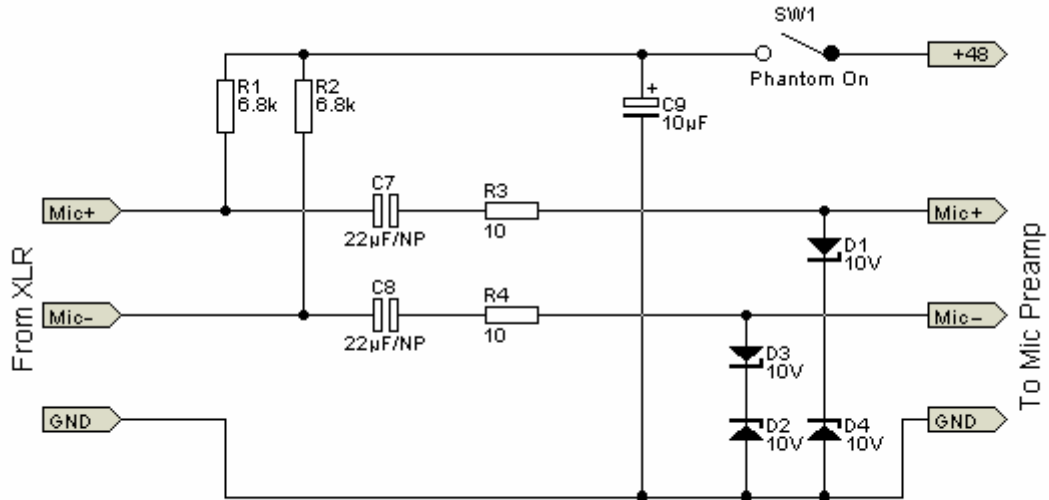 SW1
+48
Phantom On
R1
6.8k
R2
6.8k
+
C9
10µF
Mic+
C7
22µF/NP
R3
10
Mic+
D1
10V
From XLR
Mic-
C8
22µF/NP
R4
10
Mic-
To Mic Preamp
D3
10V
GND
D2
10V
D4
10V
GND